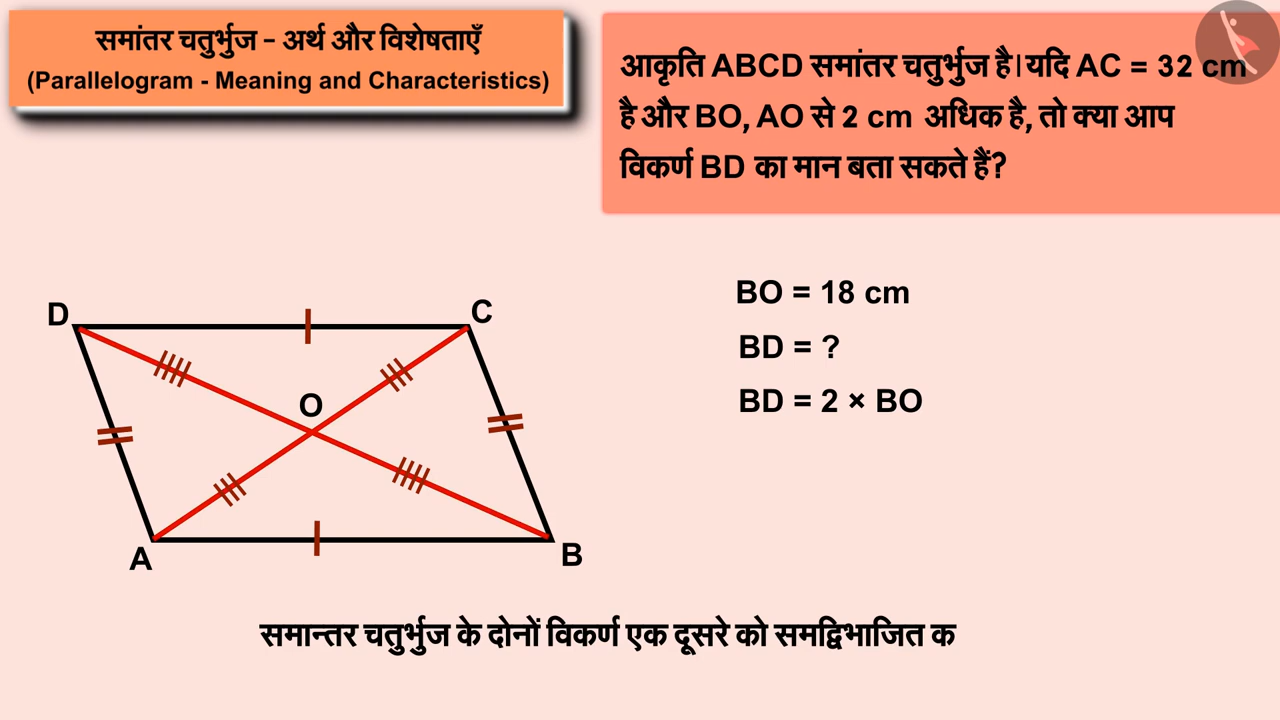 समांतर चतुर्भुज - अर्थ और विशेषताएँ
(Parallelogram - Meaning and Characteristics)
आकृति ABCD समांतर चतुर्भुज है। यदि AC = 32 cm
है और BO, AO से 2 cm अधिक है, तो क्या आप
विकर्ण BD का मान बता सकते हैं?
BO = 18 cm
BD = ?
BD = 2 × BO
D
C
O
A
B
समान्तर चतुर्भुज के दोनों विकर्ण एक दूसरे को समद्विभाजित क